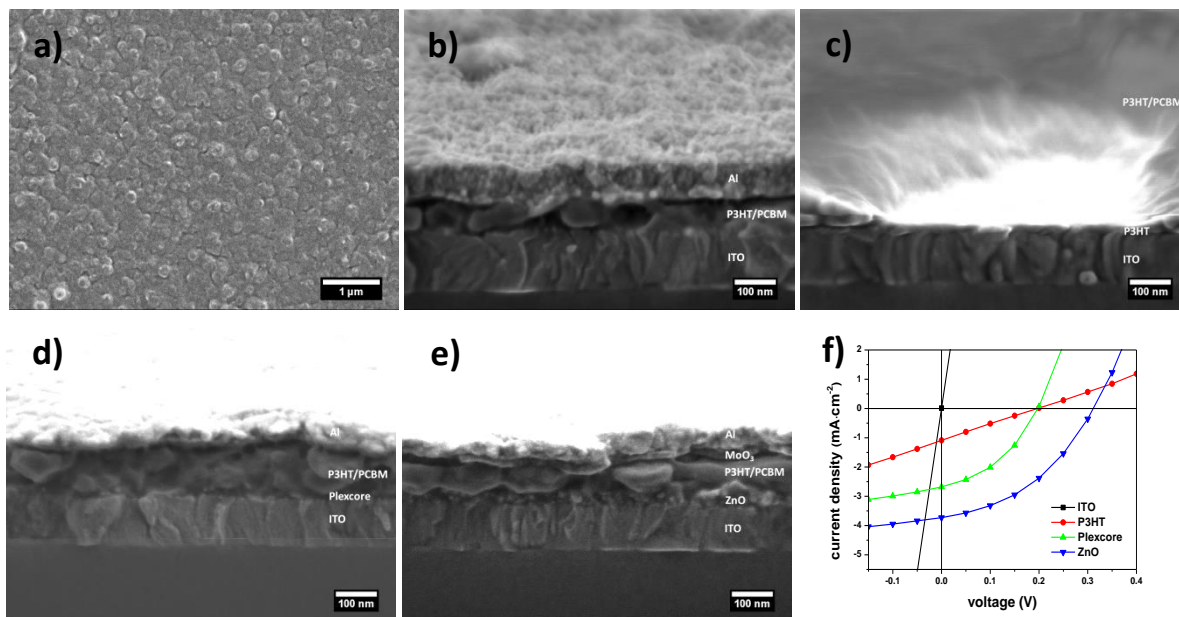 a)
1 µm
b)
Al
P3HT/PCBM
ITO
100 nm
c)
P3HT/PCBM
P3HT
ITO
100 nm
d)
Al
P3HT/PCBM
Plexcore
ITO
100 nm
e)
Al
MoO₃
P3HT/PCBM
ZnO
ITO
100 nm
f)
current density (mA·cm⁻²)
2
1
0
-1
-2
-3
-4
-5
-0.1 0.0 0.1 0.2 0.3 0.4
voltage (V)
ITO
P3HT
Plexcore
ZnO